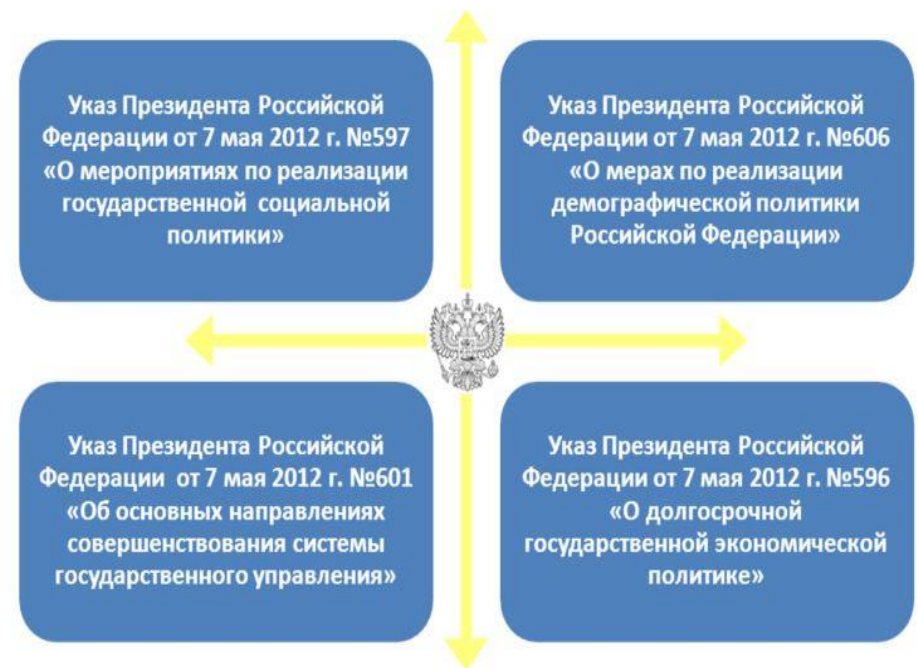 Указ Президента Российской
Федерации от 7 мая 2012 г. №597
«О мероприятиях по реализации
государственной социальной
политики»
Указ Президента Российской
Федерации от 7 мая 2012 г. №606
«О мерах по реализации
демографической политики
Российской Федерации»
Указ Президента Российской
Федерации от 7 мая 2012 г. №601
«Об основных направлениях
совершенствования системы
государственного управления»
Указ Президента Российской
Федерации от 7 мая 2012 г. №596
«О долгосрочной
государственной экономической
политике»